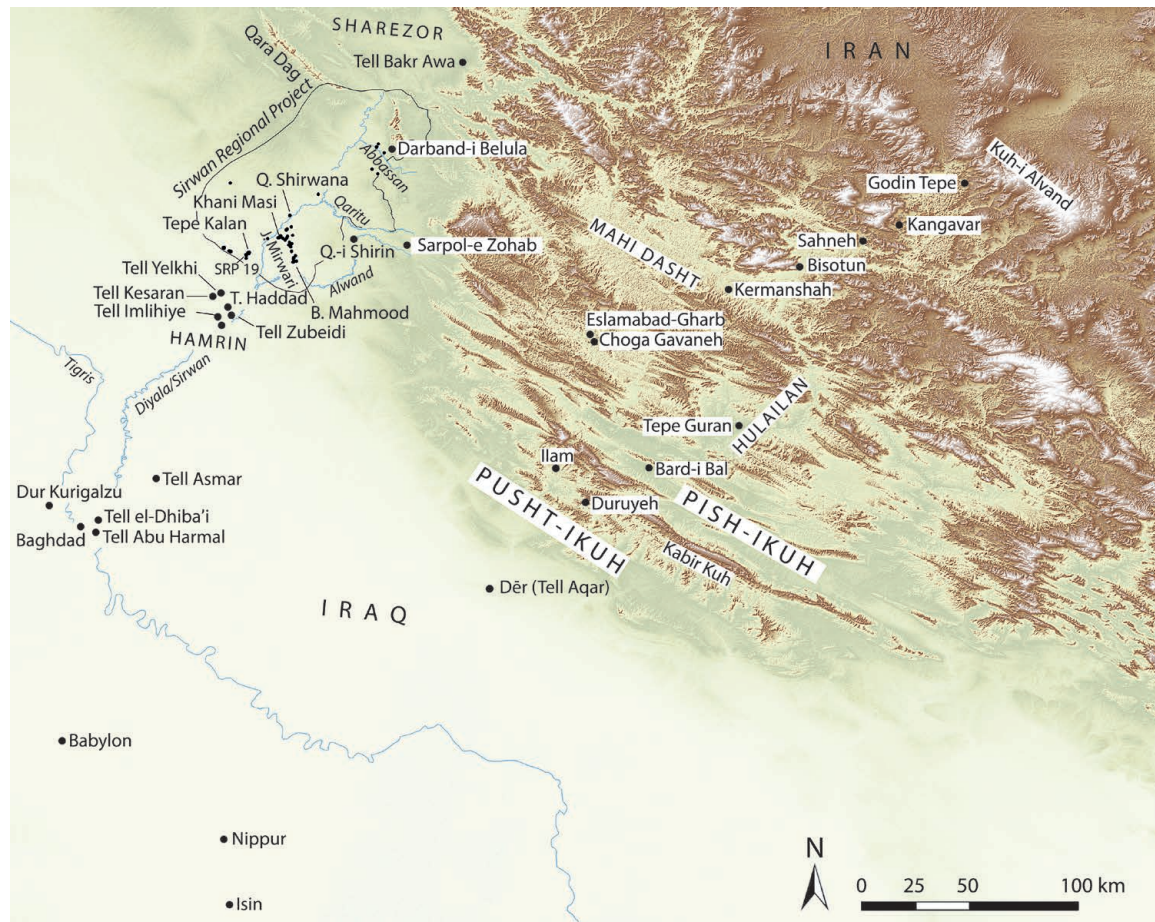 SHAREZOR
IRAN
Qara Dag
Tell Bakr Awa
Sirwan Regional Project
Darband-i Belula
Abbassan
Kuh-i Alvand
Q. Shirwana
Godin Tepe
Khani Masi
Qaritu
Kangavar
Tepe Kalan
J. Mirwari
MAHI DASHT
Sahneh
Sarpol-e Zohab
Q.-i Shirin
SRP 19
Bisotun
Tell Yelkhi
Alwand
Kermanshah
Tell Kesaran
T. Haddad
Tell Imlihiye
B. Mahmood
Eslamabad-Gharb
Tell Zubeidi
HAMRIN
Choga Gavaneh
Tigris
Diyala/Sirwan
Tepe Guran
HULAILAN
Ilam
Bard-i Bal
Tell Asmar
Dur Kurigalzu
PUSHT-IKUH
Duruyeh
PISH-IKUH
Tell el-Dhiba'i
Baghdad
Tell Abu Harmal
Kabir Kuh
Dēr (Tell Aqar)
IRAQ
Babylon
Nippur
N
0 25 50 100 km
Isin